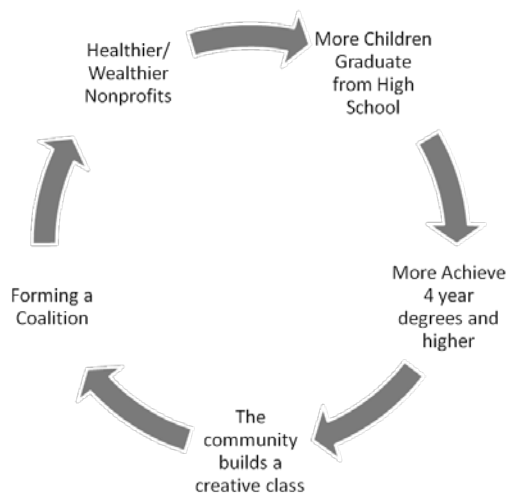 Healthier/
Wealthier
Nonprofits
More Children
Graduate
from High
School
More Achieve
4 year
degrees and
higher
The
community
builds a
creative class
Forming a
Coalition